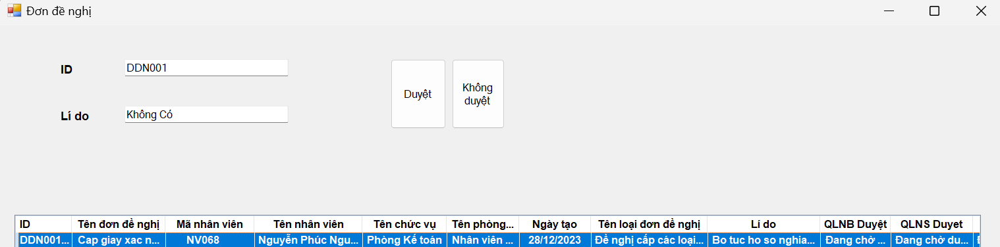 Đơn đề nghị
ID DDN001
Duyệt
Không
duyệt
Lí do Không Có
ID Tên đơn đề nghị Mã nhân viên Tên nhân viên Tên chức vụ Tên phòng... Ngày tạo Tên loại đơn đề nghị Lí do QLNB Duyệt QLNS Duyet
DDN001... Cap giay xac n... NV068 Nguyễn Phúc Ngu... Phòng Kế toán Nhân viên ... 28/12/2023 Đề nghị cấp các loại... Bo tuc ho so nghia... Đang chờ ... Đang chờ du...